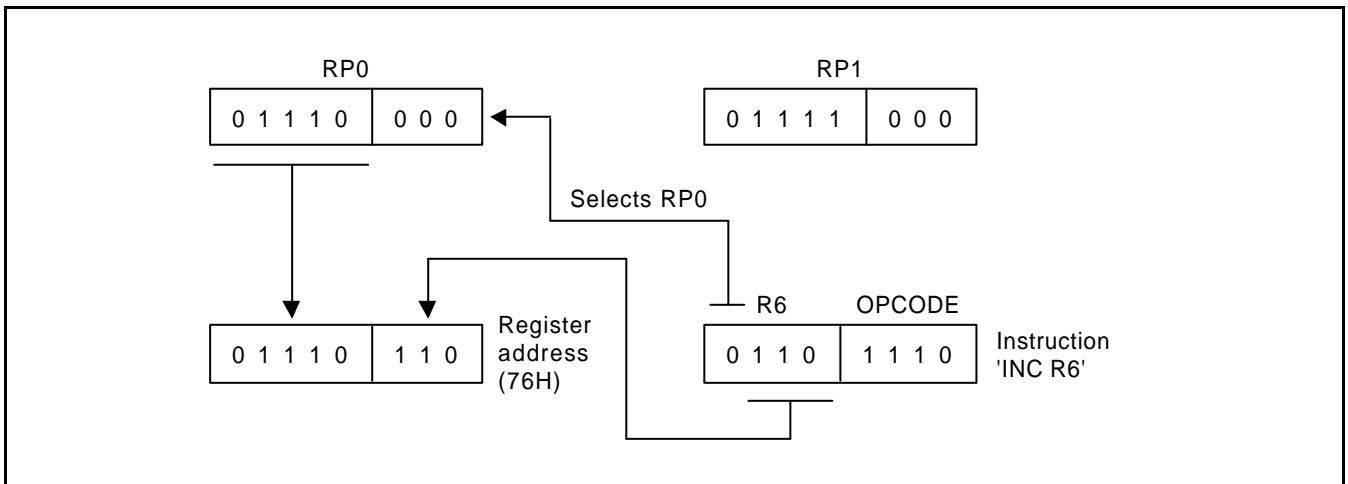 RP0 RP1
0 1 1 1 0 0 0 0 0 1 1 1 1 0 0 0
Selects RP0
R6 OPCODE
0 1 1 1 0 1 1 0 Register address (76H) 0 1 1 0 1 1 1 0 Instruction 'INC R6'